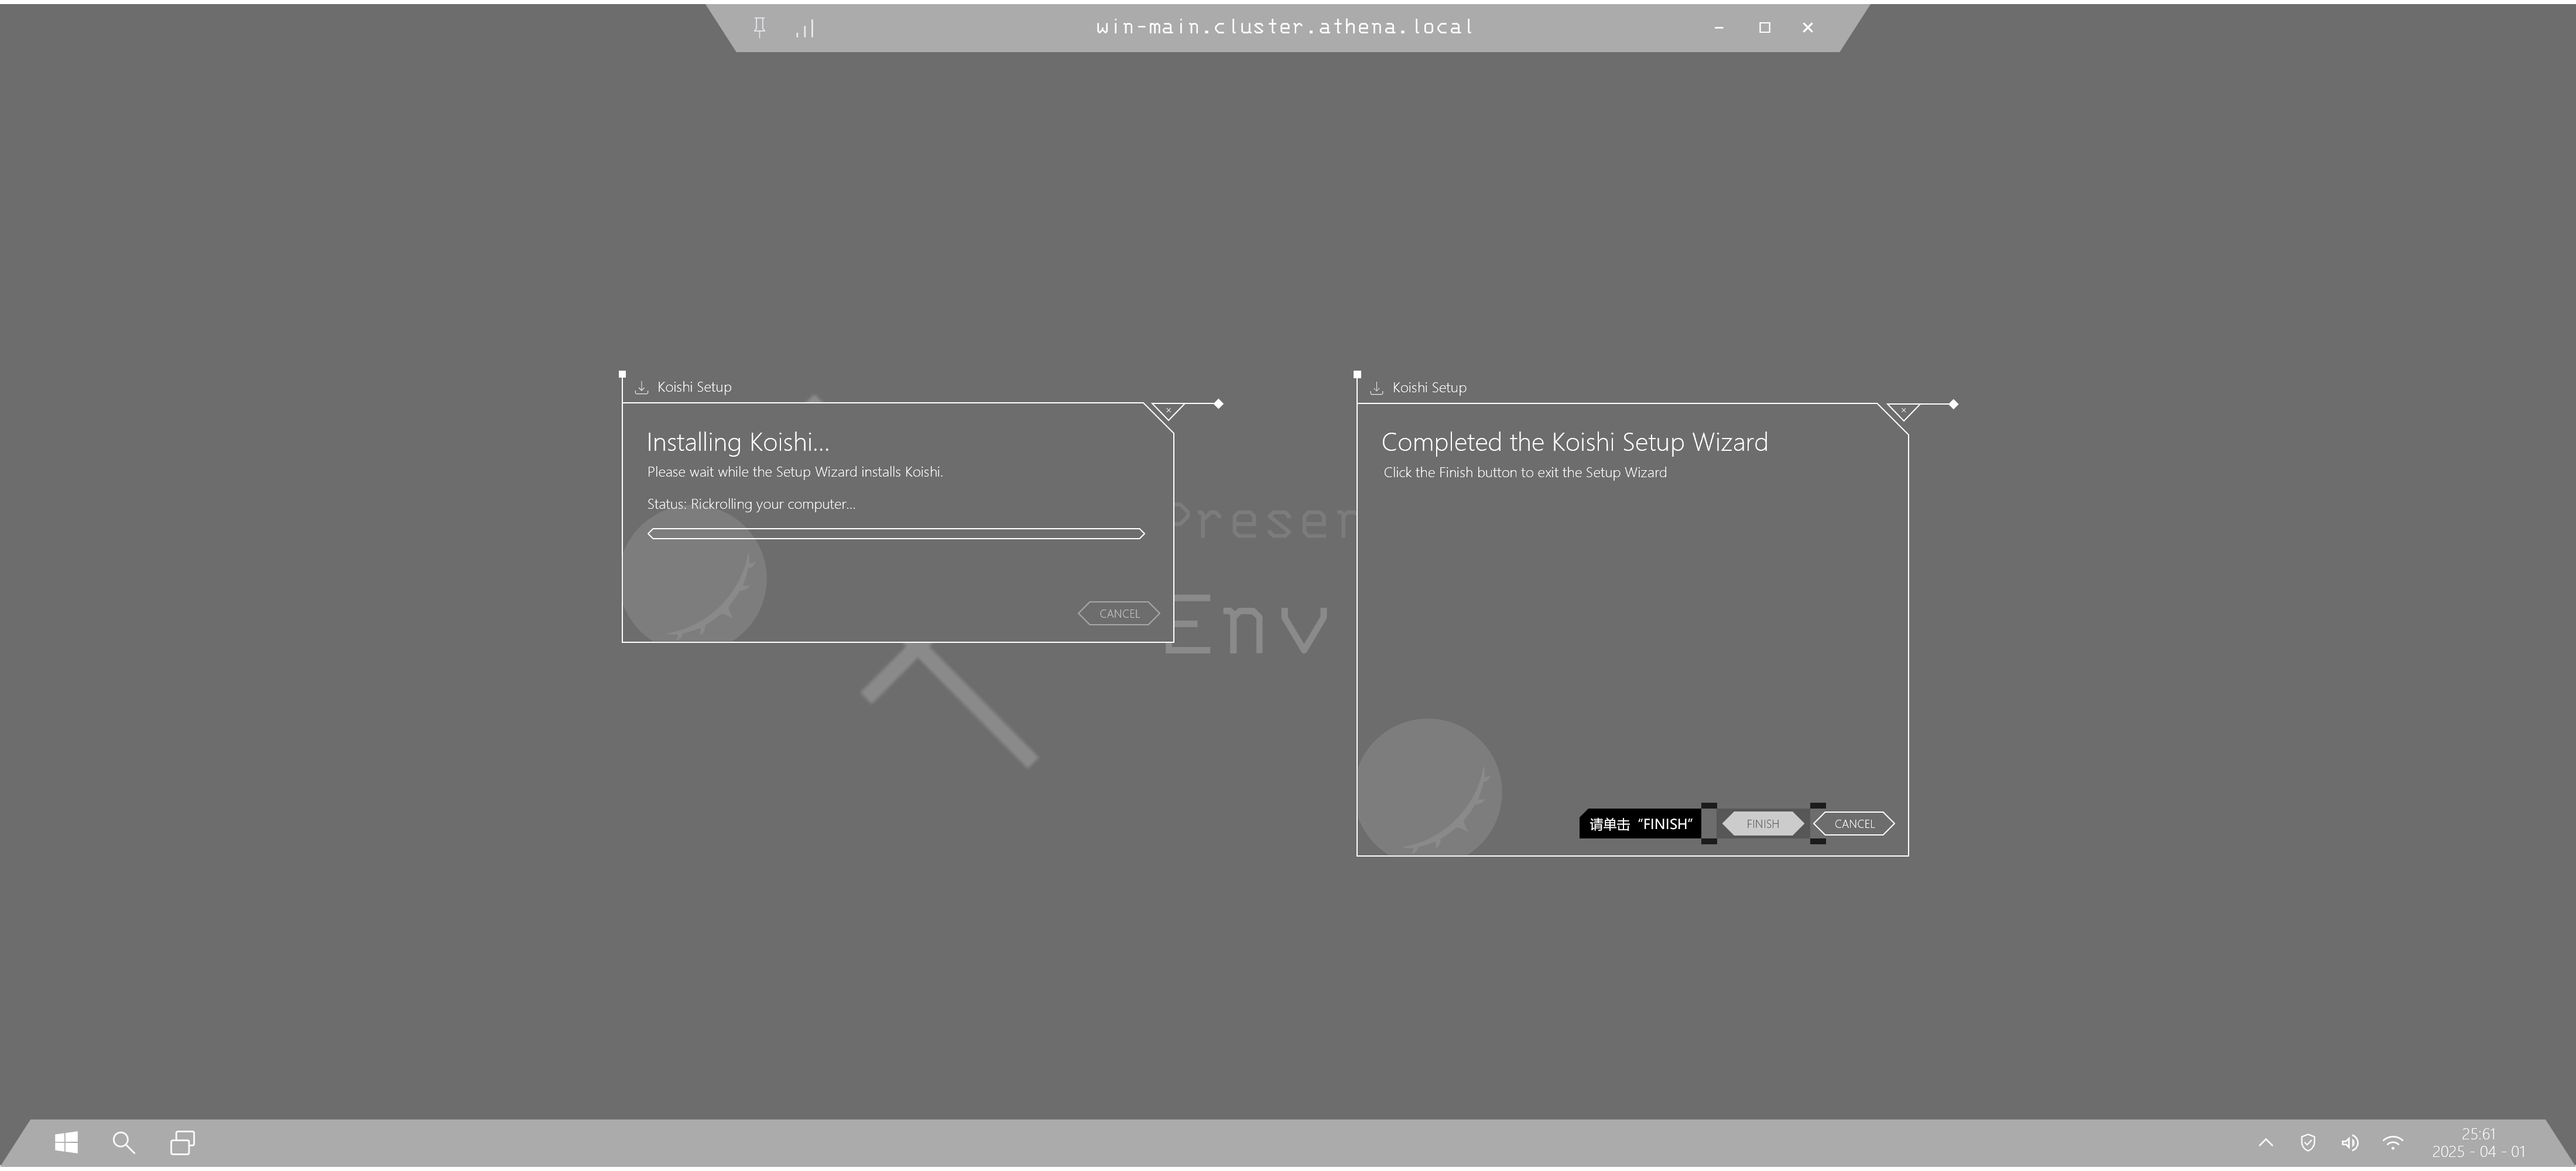 win-main.cluster.athena.local
Koishi Setup
Installing Koishi...
Please wait while the Setup Wizard installs Koishi.
Status: Rickrolling your computer...
CANCEL
Env
Koishi Setup
Completed the Koishi Setup Wizard
Click the Finish button to exit the Setup Wizard
请单击 “FINISH”
FINISH
CANCEL
25:61
2025 - 04 - 01